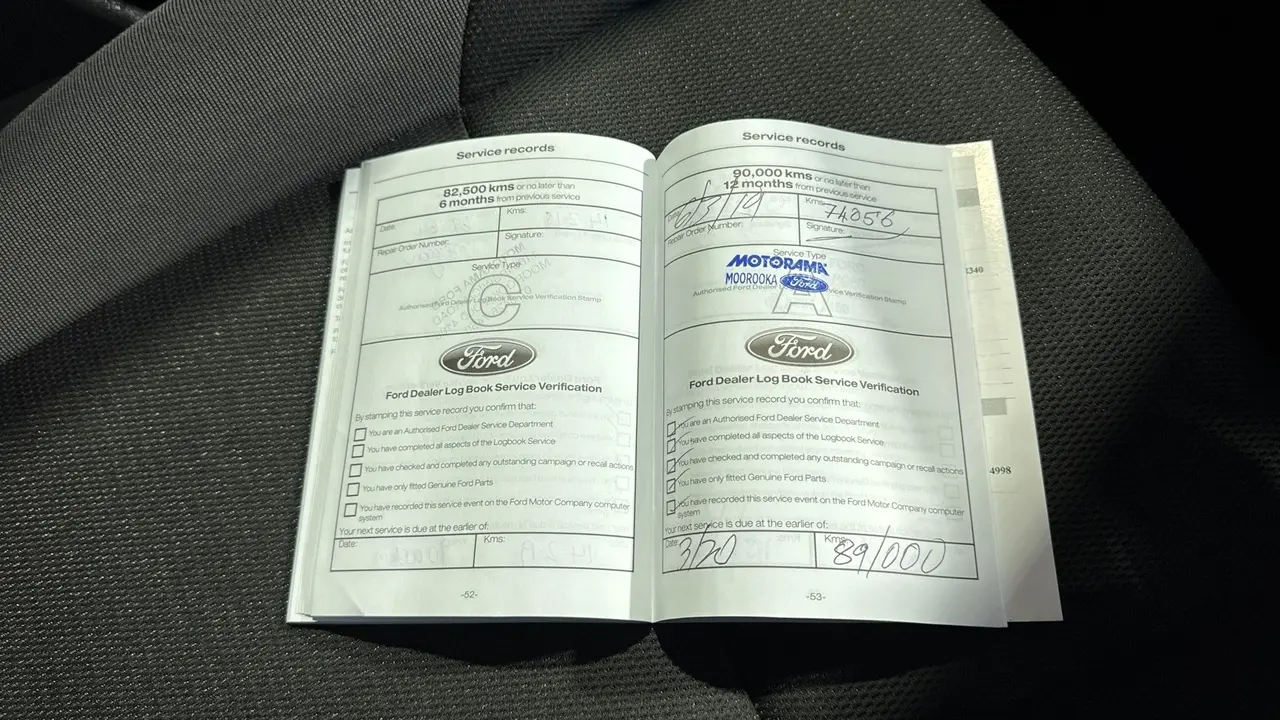 Service records
82,500 kms or no later than
6 months from previous service
Date:
Kms:
Repair Order Number:
Signature:
Service Type
C
Authorised Ford Dealer Log Book Service Verification Stamp
Ford
Ford Dealer Log Book Service Verification
By stamping this service record you confirm that:
You are an Authorised Ford Dealer Service Department
You have completed all aspects of the Logbook Service
You have checked and completed any outstanding campaign or recall actions
You have only fitted Genuine Ford Parts
You have recorded this service event on the Ford Motor Company computer
system
Your next service is due at the earlier of:
Date:
Kms:
-52-
Service records
90,000 kms or no later than
12 months from previous service
6/3/19
Kms:
74056
Repair Order Number:
Signature:
Service Type
MOTORAMA
MOOROOKA Ford
A
Authorised Ford Dealer Service Verification Stamp
Ford
Ford Dealer Log Book Service Verification
By stamping this service record you confirm that:
You are an Authorised Ford Dealer Service Department
You have completed all aspects of the Logbook Service
You have checked and completed any outstanding campaign or recall actions
You have only fitted Genuine Ford Parts
You have recorded this service event on the Ford Motor Company computer
system
Your next service is due at the earlier of:
Date: 3/20
Kms: 89/000
-53-
4998